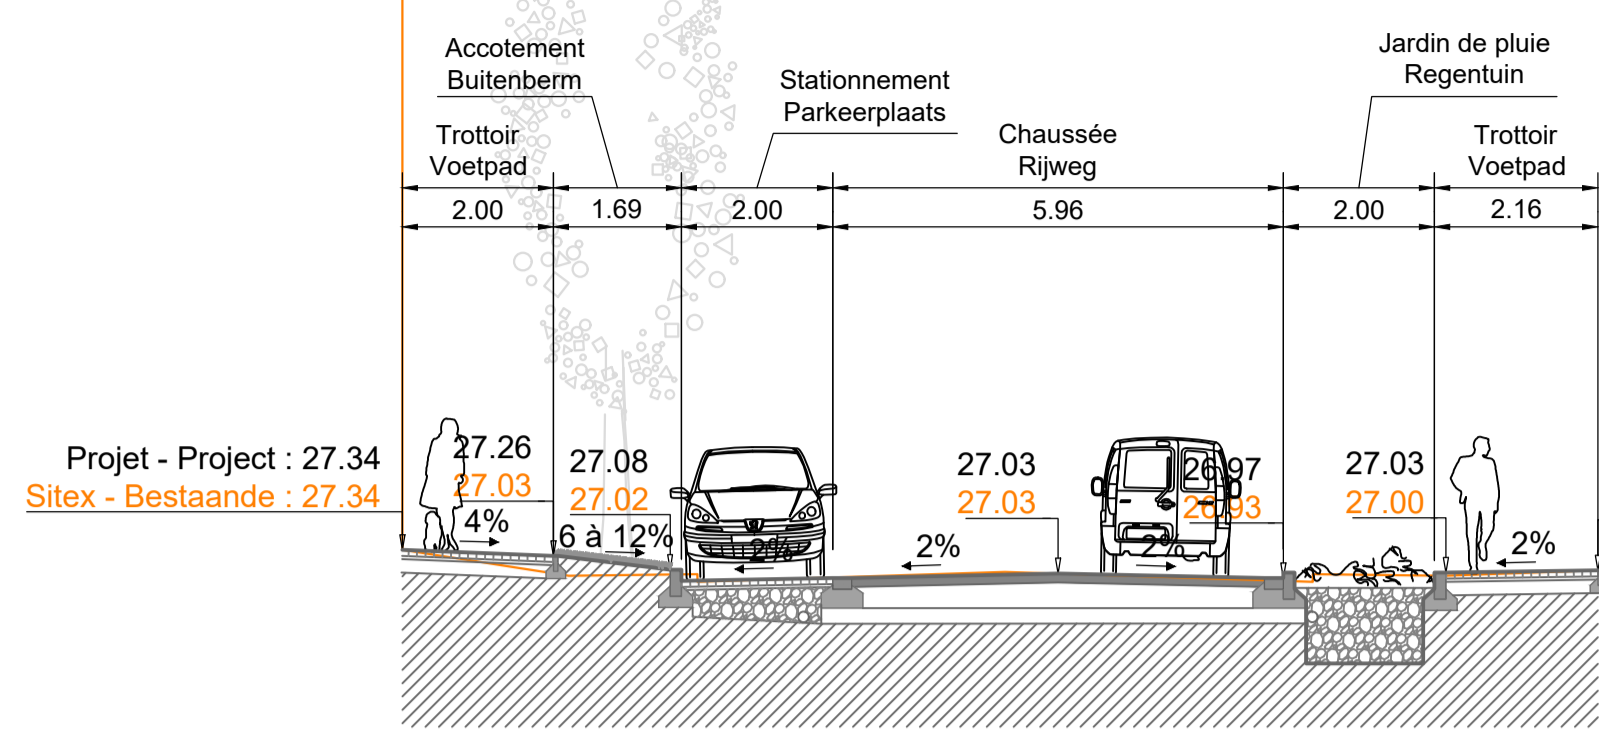 Accotement
Buitenberm
Stationnement
Parkeerplaats
Jardin de pluie
Regentuin
Trottoir
Voetpad
Chaussée
Rijweg
Trottoir
Voetpad
2.00
1.69
2.00
5.96
2.00
2.16
Projet - Project : 27.34
Sitex - Bestaande : 27.34
27.26
27.03
27.08
27.02
27.03
27.03
26.97
26.93
27.03
27.00
4%
6 à 12%
2%
2%
2%
2%